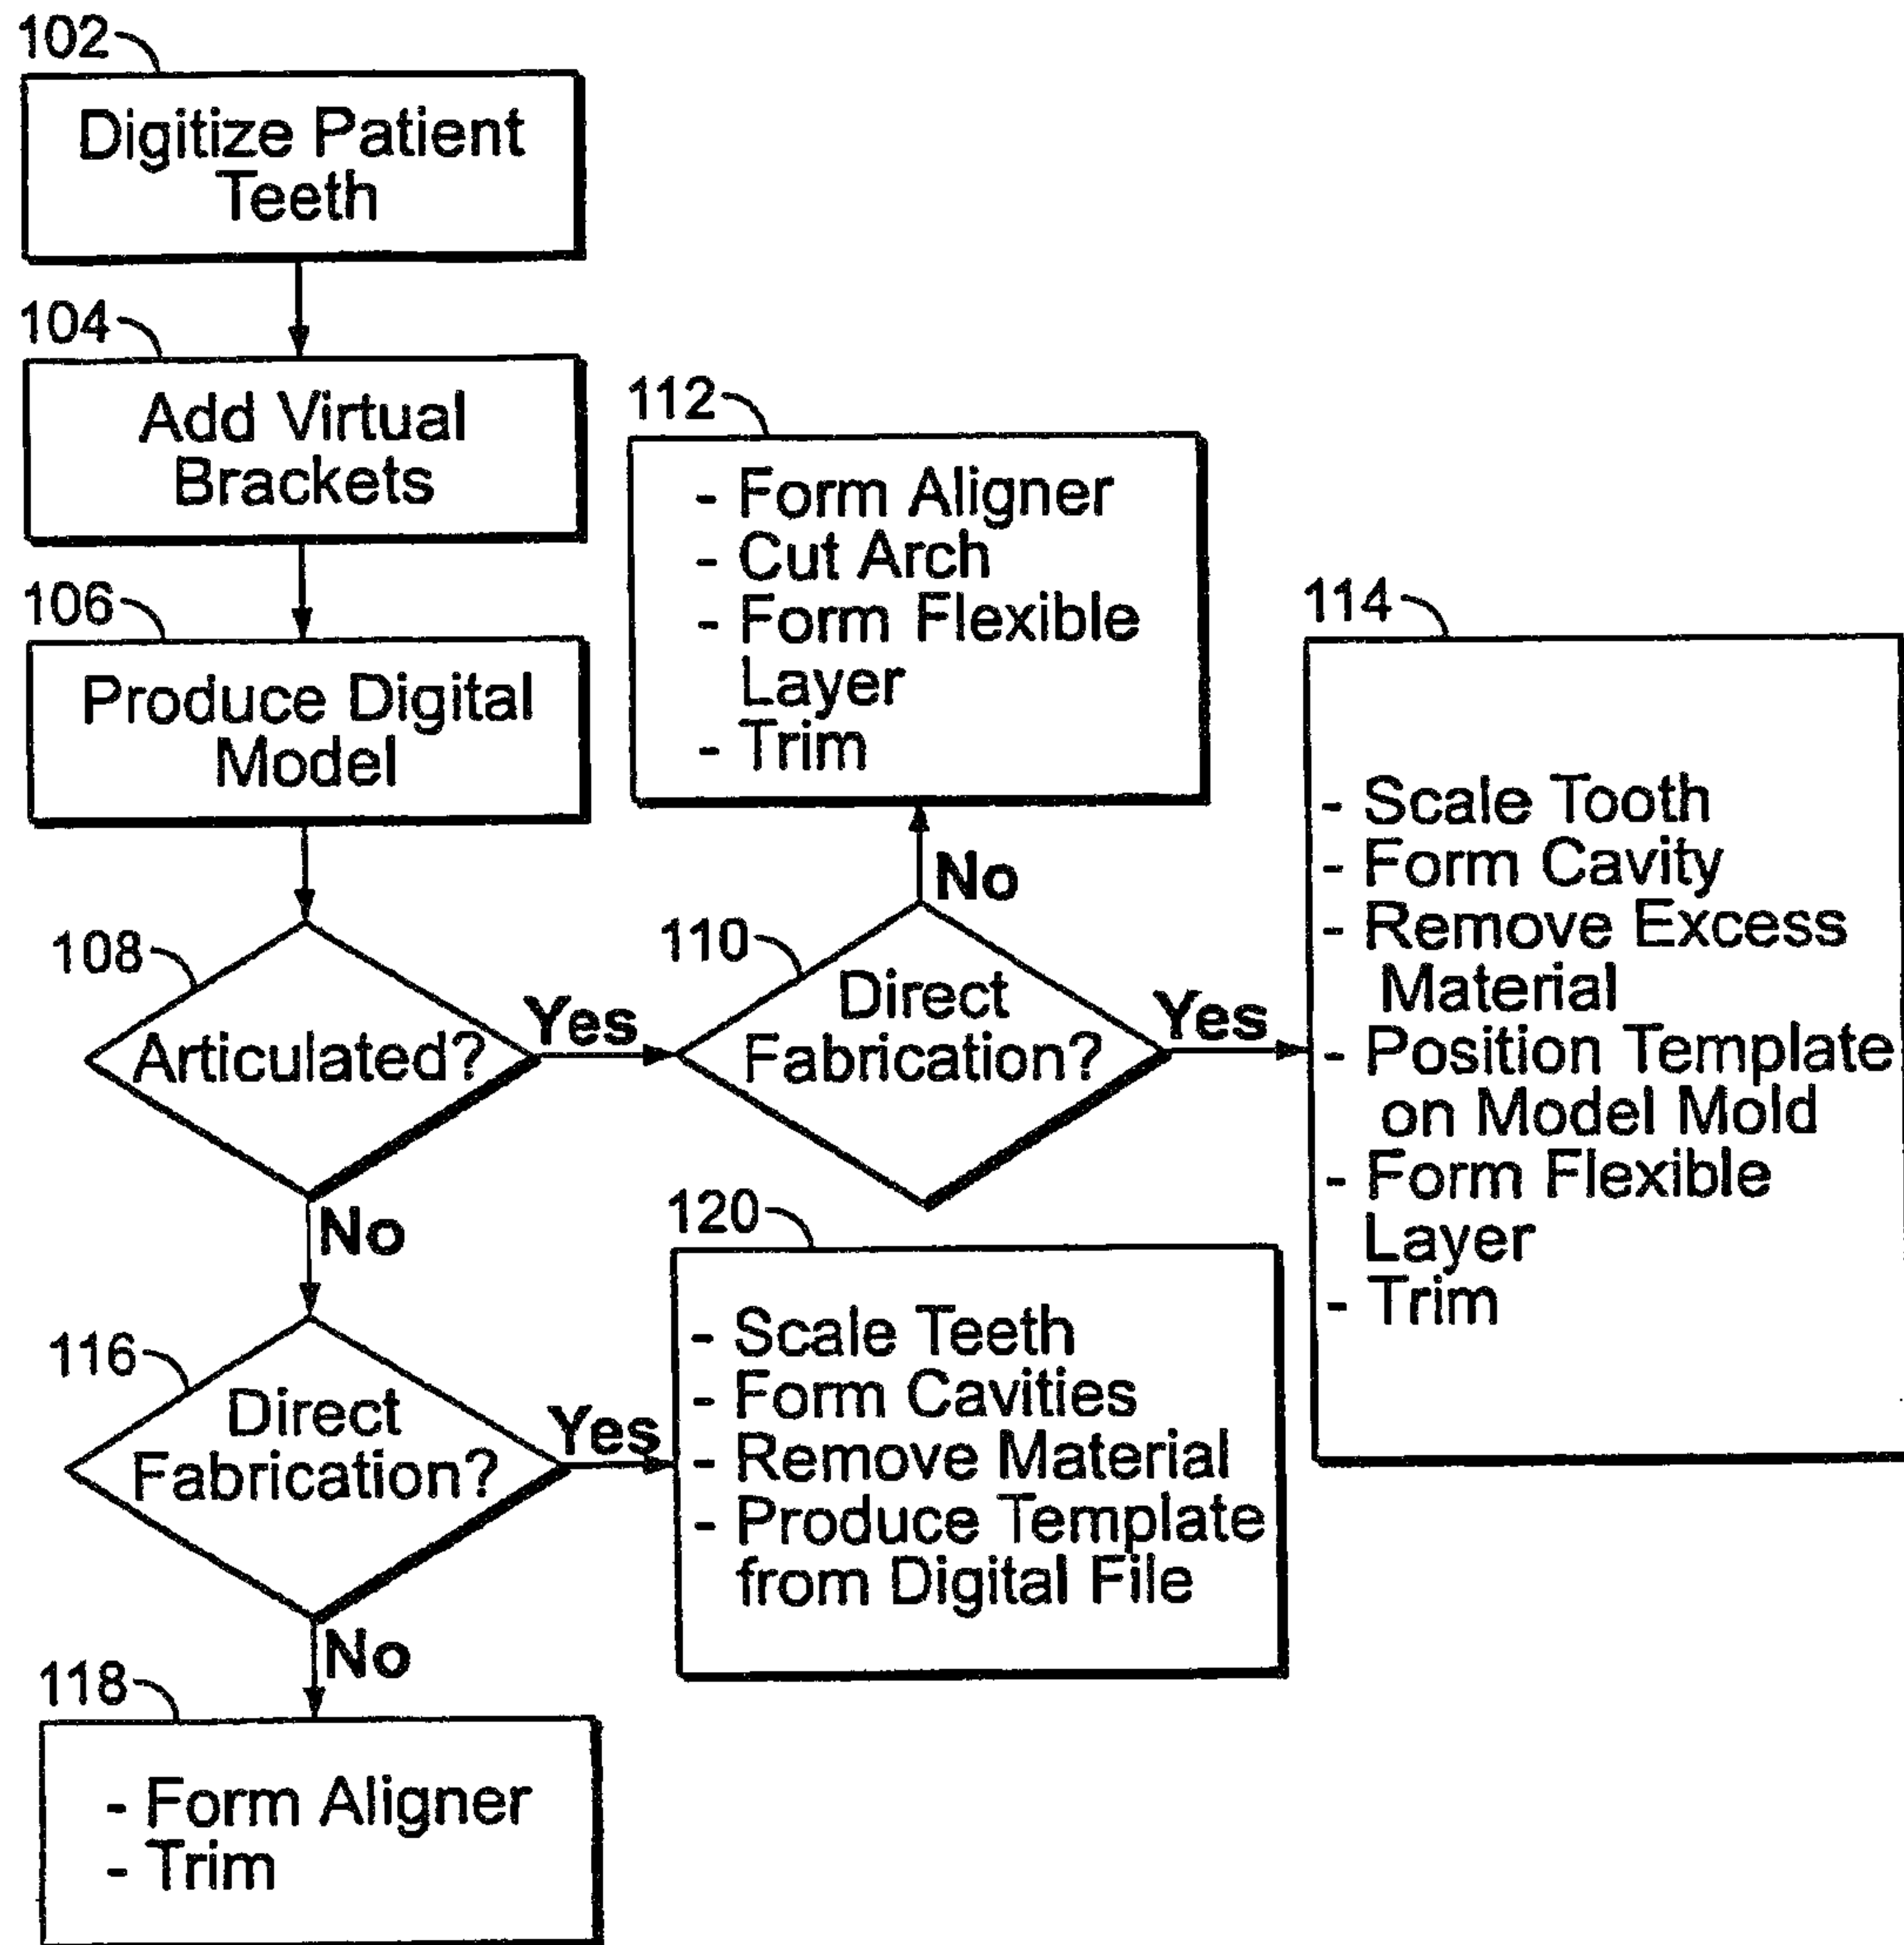 102
Digitize Patient
Teeth
104
Add Virtual
Brackets
106
Produce Digital
Model
108
Articulated?
Yes
No
110
Direct
Fabrication?
No
Yes
112
- Form Aligner
- Cut Arch
- Form Flexible
Layer
- Trim
114
- Scale Tooth
- Form Cavity
- Remove Excess
Material
- Position Template
on Model Mold
- Form Flexible
Layer
- Trim
116
Direct
Fabrication?
Yes
No
120
- Scale Teeth
- Form Cavities
- Remove Material
- Produce Template
from Digital File
118
- Form Aligner
- Trim